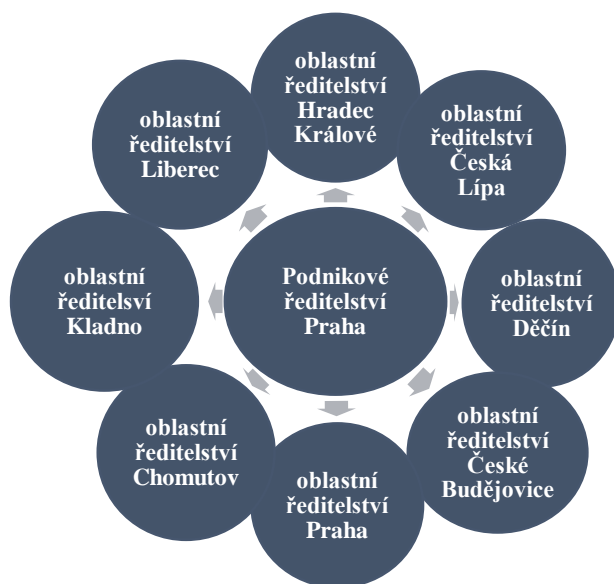 oblastní
ředitelství
Hradec
Králové
oblastní
ředitelství
Česká
Lípa
oblastní
ředitelství
Děčín
oblastní
ředitelství
České
Budějovice
oblastní
ředitelství
Praha
oblastní
ředitelství
Chomutov
oblastní
ředitelsví
Kladno
oblastní
ředitelství
Liberec
Podnikové
ředitelství
Praha